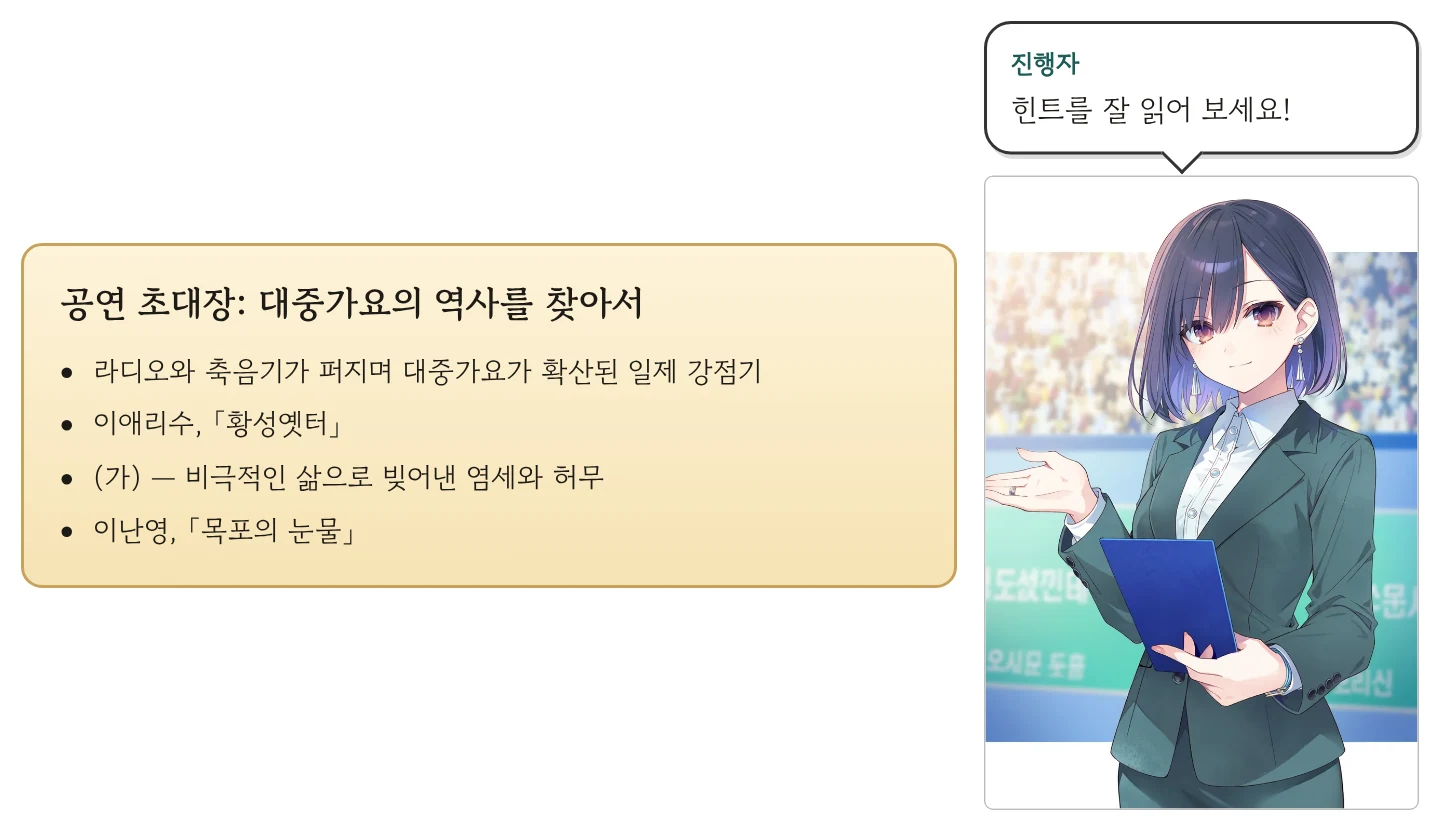 공연 초대장: 대중가요의 역사를 찾아서
• 라디오와 축음기가 퍼지며 대중가요가 확산된 일제 강점기
• 이애리수, 「황성옛터」
• (가) — 비극적인 삶으로 빚어낸 염세와 허무
• 이난영, 「목포의 눈물」
진행자
힌트를 잘 읽어 보세요!